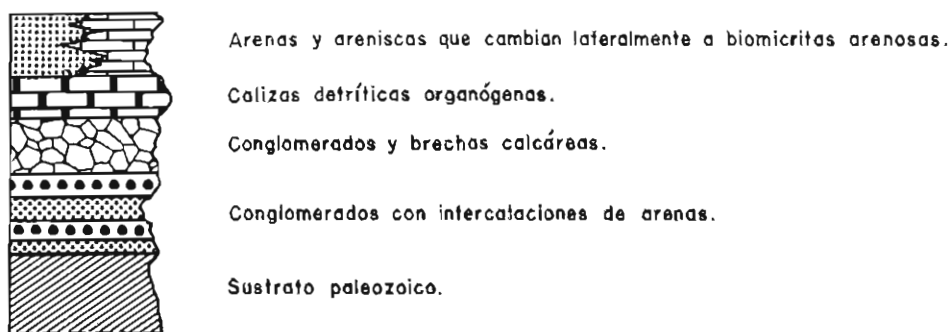 Arenas y areniscas que cambian lateralmente a biomicritas arenosas.
Calizas detríticas organógenas.
Conglomerados y brechas calcáreas.
Conglomerados con intercalaciones de arenas.
Sustrato paleozoico.